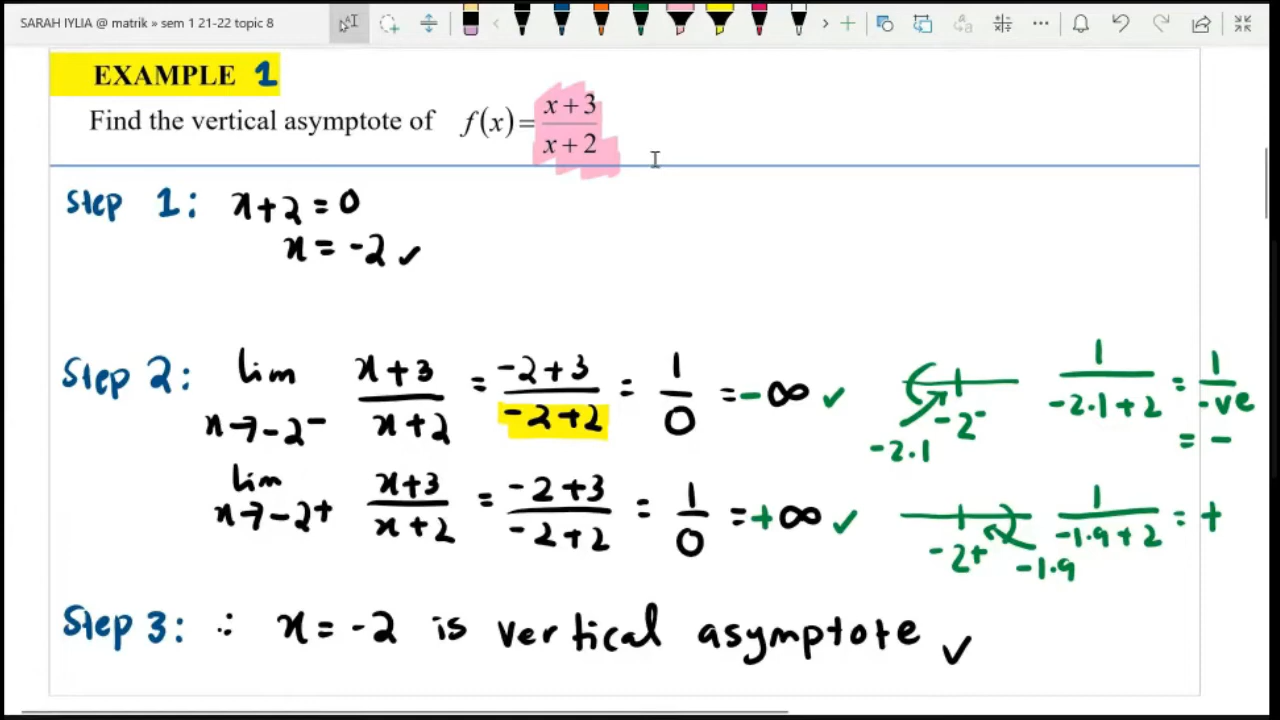 SARAH IYLIA @ matrik » sem 1 21-22 topic 8
EXAMPLE 1
Find the vertical asymptote of f(x) = (x+3)/(x+2)
Step 1: x+2=0
x = -2 ✓
Step 2: lim x→-2⁻ (x+3)/(x+2) = (-2+3)/(-2+2) = 1/0 = -∞ ✓
-2⁻
-2.1
1/(-2.1+2) = 1/-ve
= -
lim x→-2+ (x+3)/(x+2) = (-2+3)/(-2+2) = 1/0 = +∞ ✓
-2+
-1.9
1/(-1.9+2) = +
Step 3: ∴ x = -2 is vertical asymptote ✓